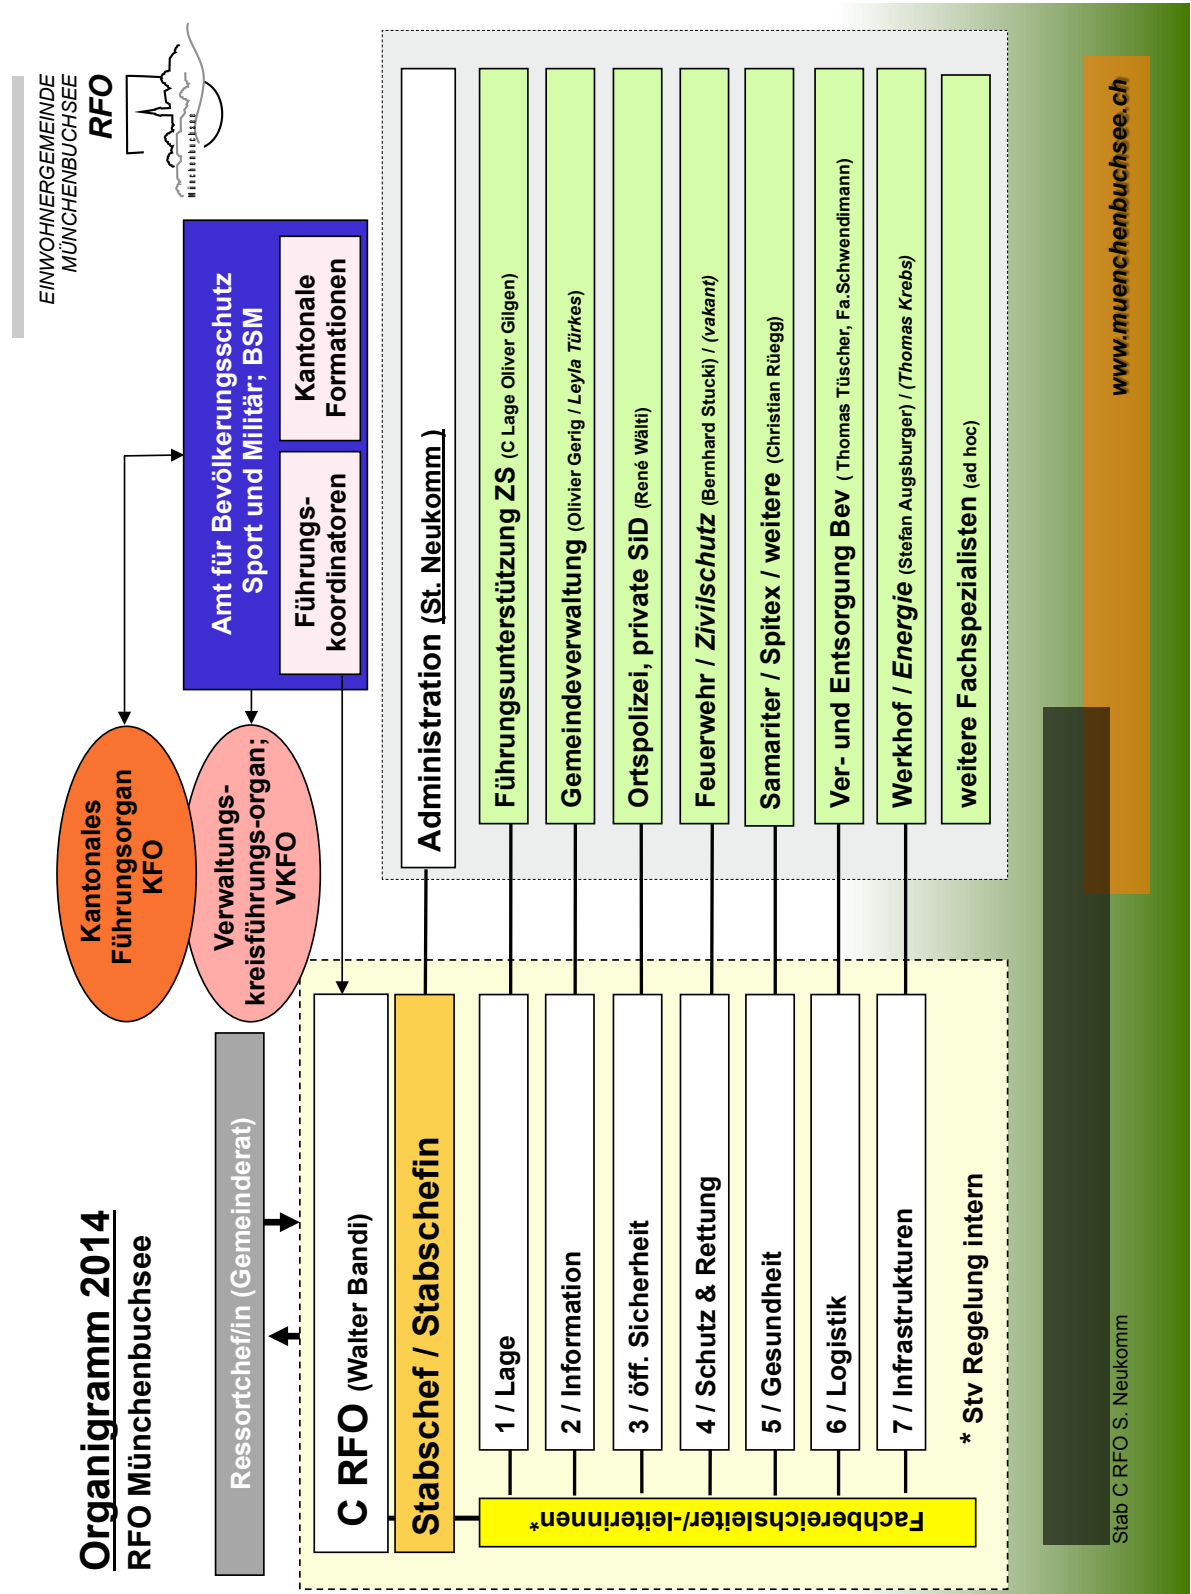 Organigramm 2014
RFO Münchenbuchsee
EINWOHNERGEMEINDE
MÜNCHENBUCHSEE
RFO
Münchenbuchsee
Kantonales
Führungsorgan
KFO
Verwaltungs-
kreisführungs-organ;
VKFO
Amt für Bevölkerungsschutz
Sport und Militär; BSM
Führungs-
koordinatoren
Kantonale
Formationen
Ressortchef/in (Gemeinderat)
C RFO (Walter Bandi)
Stabschef / Stabschefin
Administration (St. Neukomm )
Fachbereichsleiter/-leiterinnen*
1 / Lage
Führungsunterstützung ZS (C Lage Oliver Gilgen)
2 / Information
Gemeindeverwaltung (Olivier Gerig / Leyla Türkes)
3 / öff. Sicherheit
Ortspolizei, private SiD (René Wälti)
4 / Schutz & Rettung
Feuerwehr / Zivilschutz (Bernhard Stucki) / (vakant)
5 / Gesundheit
Samariter / Spitex / weitere (Christian Rüegg)
6 / Logistik
Ver- und Entsorgung Bev ( Thomas Tüscher, Fa.Schwendimann)
7 / Infrastrukturen
Werkhof / Energie (Stefan Augsburger) / (Thomas Krebs)
weitere Fachspezialisten (ad hoc)
* Stv Regelung intern
www.muenchenbuchsee.ch
Stab C RFO S. Neukomm